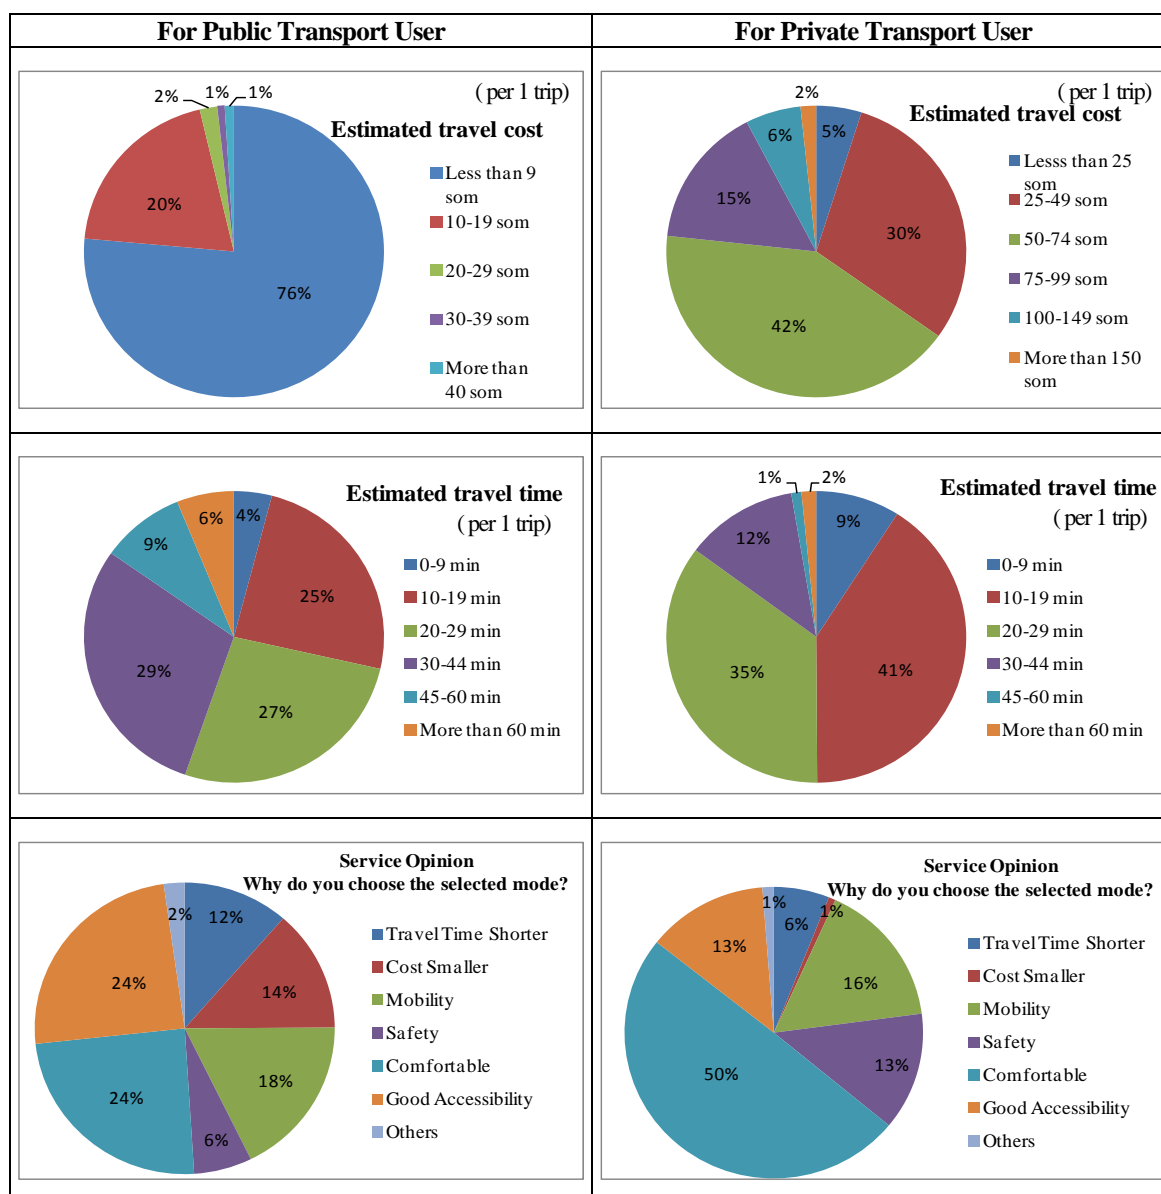 For Public Transport User
For Private Transport User
( per 1 trip)
Estimated travel cost
2%
1%
1%
20%
76%
Less than 9
som
10-19 som
20-29 som
30-39 som
More than
40 som
( per 1 trip)
Estimated travel cost
2%
6%
5%
15%
30%
42%
Lesss than 25
som
25-49 som
50-74 som
75-99 som
100-149 som
More than 150
som
Estimated travel time
( per 1 trip)
6%
4%
9%
25%
29%
27%
0-9 min
10-19 min
20-29 min
30-44 min
45-60 min
More than 60 min
Estimated travel time
( per 1 trip)
1%
2%
9%
12%
35%
41%
0-9 min
10-19 min
20-29 min
30-44 min
45-60 min
More than 60 min
Service Opinion
Why do you choose the selected mode?
2%
12%
24%
14%
24%
18%
6%
Travel Time Shorter
Cost Smaller
Mobility
Safety
Comfortable
Good Accessibility
Others
Service Opinion
Why do you choose the selected mode?
1%
6%
1%
13%
16%
50%
13%
Travel Time Shorter
Cost Smaller
Mobility
Safety
Comfortable
Good Accessibility
Others